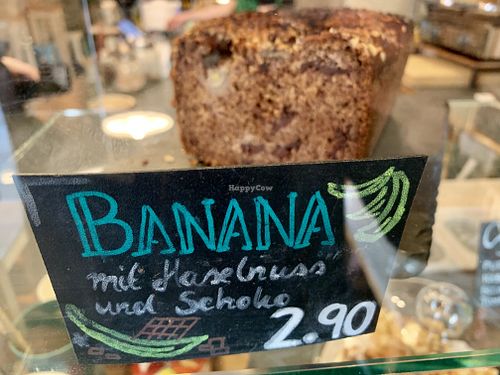 HappyCow
BANANA
mit Haselnuss
und Schoko
2.90